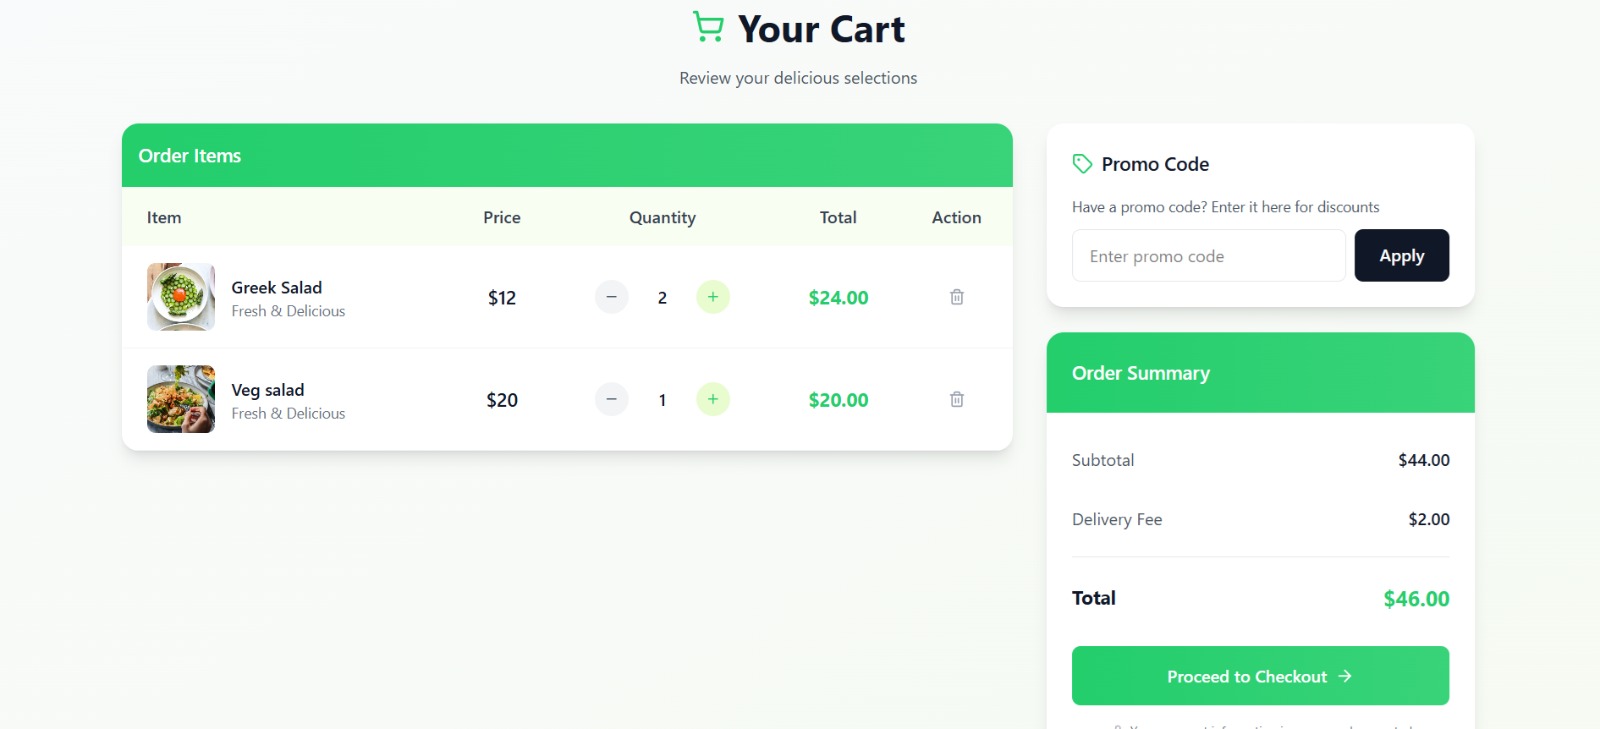 Your Cart
Review your delicious selections
Order Items
Item Price Quantity Total Action
Greek Salad
Fresh & Delicious
$12 − 2 + $24.00
Veg salad
Fresh & Delicious
$20 − 1 + $20.00
Promo Code
Have a promo code? Enter it here for discounts
Enter promo code Apply
Order Summary
Subtotal $44.00
Delivery Fee $2.00
Total $46.00
Proceed to Checkout →